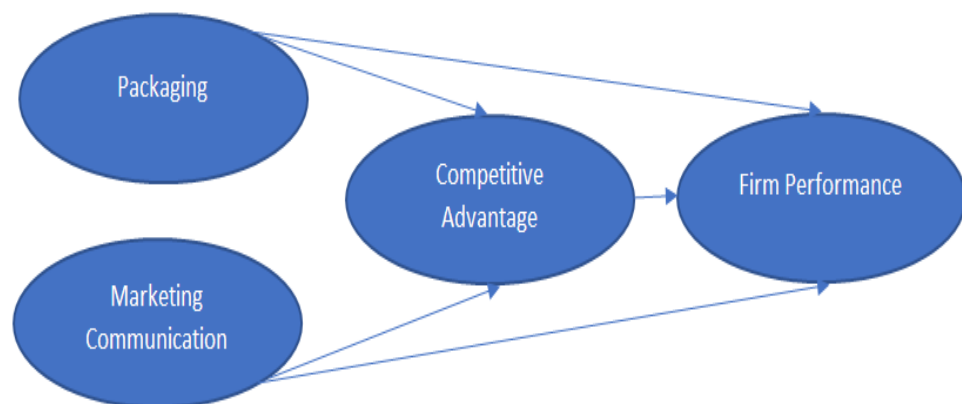 Packaging
Competitive
Advantage
Firm Performance
Marketing
Communication